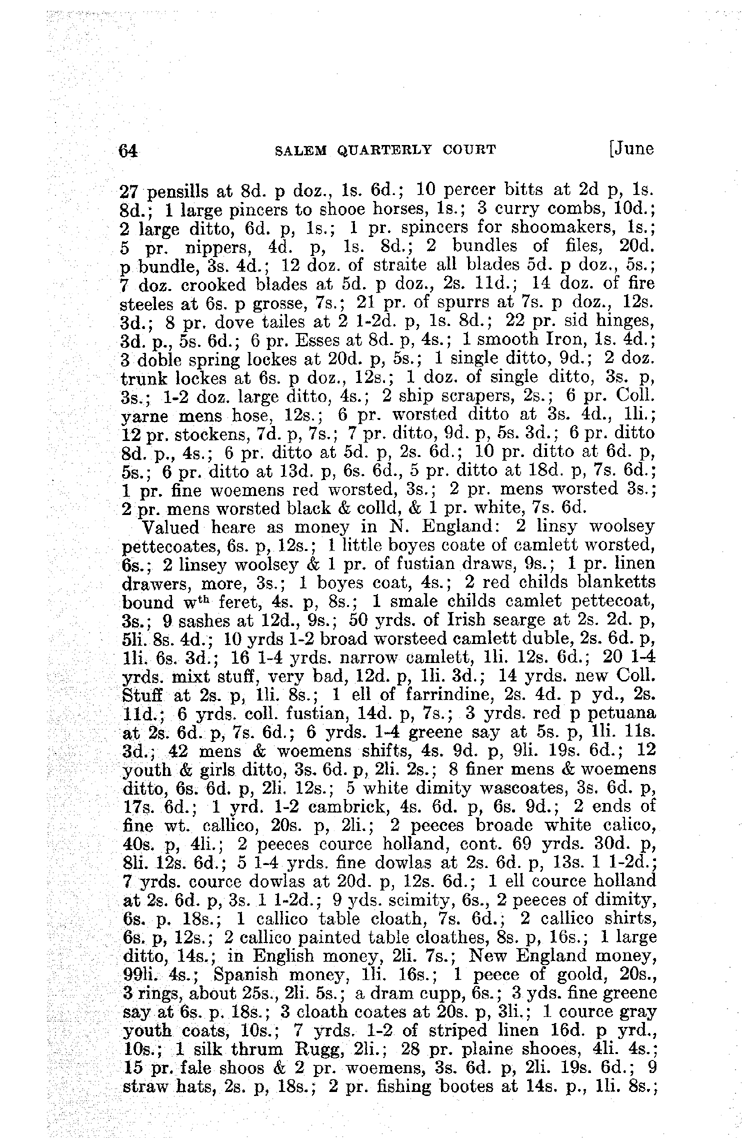 64 SALEM QUARTERLY COURT [June
27 pensills at 8d. p doz., 1s. 6d.; 10 percer bitts at 2d p, 1s.
8d.; 1 large pincers to shooe horses, 1s.; 3 curry combs, 10d.;
2 large ditto, 6d. p, 1s.; 1 pr. spincers for shoomakers, 1s.;
5 pr. nippers, 4d. p, 1s. 8d.; 2 bundles of files, 20d.
p bundle, 3s. 4d.; 12 doz. of straite all blades 5d. p doz., 5s.;
7 doz. crooked blades at 5d. p doz., 2s. 11d.; 14 doz. of fire
steeles at 6s. p grosse, 7s.; 21 pr. of spurrs at 7s. p doz., 12s.
3d.; 8 pr. dove tailes at 2 1-2d. p, 1s. 8d.; 22 pr. sid hinges,
3d. p., 5s. 6d.; 6 pr. Esses at 8d. p, 4s.; 1 smooth Iron, 1s. 4d.;
3 doble spring lockes at 20d. p, 5s.; 1 single ditto, 9d.; 2 doz.
trunk lockes at 6s. p doz., 12s.; 1 doz. of single ditto, 3s. p,
3s.; 1-2 doz. large ditto, 4s.; 2 ship scrapers, 2s.; 6 pr. Coll.
yarne mens hose, 12s.; 6 pr. worsted ditto at 3s. 4d., 1li.;
12 pr. stockens, 7d. p, 7s.; 7 pr. ditto, 9d. p, 5s. 3d.; 6 pr. ditto
8d. p., 4s.; 6 pr. ditto at 5d. p, 2s. 6d.; 10 pr. ditto at 6d. p,
5s.; 6 pr. ditto at 13d. p, 6s. 6d., 5 pr. ditto at 18d. p, 7s. 6d.;
1 pr. fine woemens red worsted, 3s.; 2 pr. mens worsted 3s.;
2 pr. mens worsted black & colld, & 1 pr. white, 7s. 6d.
Valued heare as money in N. England: 2 linsy woolsey
pettecoates, 6s. p, 12s.; 1 little boyes coate of camlett worsted,
6s.; 2 linsey woolsey & 1 pr. of fustian draws, 9s.; 1 pr. linen
drawers, more, 3s.; 1 boyes coat, 4s.; 2 red childs blanketts
bound wth feret, 4s. p, 8s.; 1 smale childs camlet pettecoat,
3s.; 9 sashes at 12d., 9s.; 50 yrds. of Irish searge at 2s. 2d. p,
5li. 8s. 4d.; 10 yrds 1-2 broad worsteed camlett duble, 2s. 6d. p,
1li. 6s. 3d.; 16 1-4 yrds. narrow camlett, 1li. 12s. 6d.; 20 1-4
yrds. mixt stuff, very bad, 12d. p, 1li. 3d.; 14 yrds. new Coll.
Stuff at 2s. p, 1li. 8s.; 1 ell of farrindine, 2s. 4d. p yd., 2s.
11d.; 6 yrds. coll. fustian, 14d. p, 7s.; 3 yrds. red p petuana
at 2s. 6d. p, 7s. 6d.; 6 yrds. 1-4 greene say at 5s. p, 1li. 11s.
3d.; 42 mens & woemens shifts, 4s. 9d. p, 9li. 19s. 6d.; 12
youth & girls ditto, 3s. 6d. p, 2li. 2s.; 8 finer mens & woemens
ditto, 6s. 6d. p, 2li. 12s.; 5 white dimity wascoates, 3s. 6d. p,
17s. 6d.; 1 yrd. 1-2 cambrick, 4s. 6d. p, 6s. 9d.; 2 ends of
fine wt. callico, 20s. p, 2li.; 2 peeces broade white calico,
40s. p, 4li.; 2 peeces cource holland, cont. 69 yrds. 30d. p,
8li. 12s. 6d.; 5 1-4 yrds. fine dowlas at 2s. 6d. p, 13s. 1 1-2d.;
7 yrds. cource dowlas at 20d. p, 12s. 6d.; 1 ell cource holland
at 2s. 6d. p, 3s. 1 1-2d.; 9 yds. scimity, 6s., 2 peeces of dimity,
6s. p. 18s.; 1 callico table cloath, 7s. 6d.; 2 callico shirts,
6s. p, 12s.; 2 callico painted table cloathes, 8s. p, 16s.; 1 large
ditto, 14s.; in English money, 2li. 7s.; New England money,
99li. 4s.; Spanish money, 1li. 16s.; 1 peece of goold, 20s.,
3 rings, about 25s., 2li. 5s.; a dram cupp, 6s.; 3 yds. fine greene
say at 6s. p. 18s.; 3 cloath coates at 20s. p, 3li.; 1 cource gray
youth coats, 10s.; 7 yrds. 1-2 of striped linen 16d. p yrd.,
10s.; 1 silk thrum Rugg, 2li.; 28 pr. plaine shooes, 4li. 4s.;
15 pr. fale shoos & 2 pr. woemens, 3s. 6d. p, 2li. 19s. 6d.; 9
straw hats, 2s. p, 18s.; 2 pr. fishing bootes at 14s. p., 1li. 8s.;